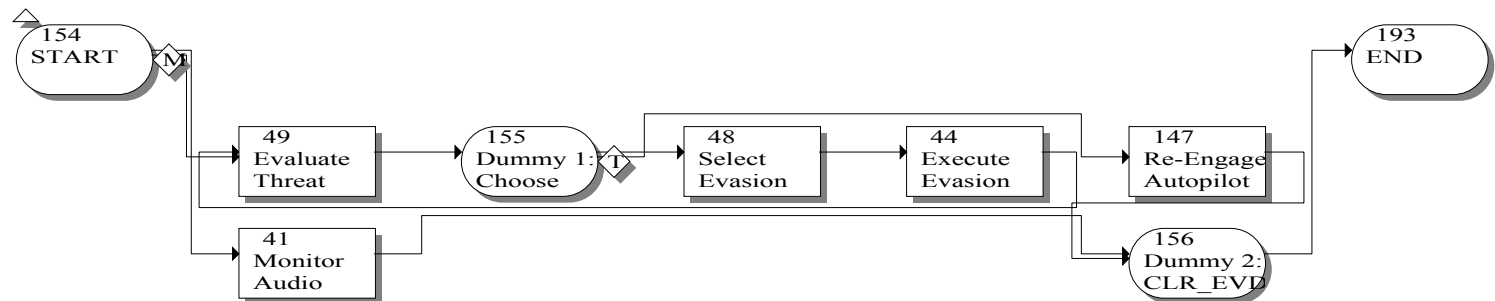 154
START
M
193
END
49
Evaluate
Threat
155
Dummy 1:
Choose
T
48
Select
Evasion
44
Execute
Evasion
147
Re-Engage
Autopilot
41
Monitor
Audio
156
Dummy 2:
CLR_EVD